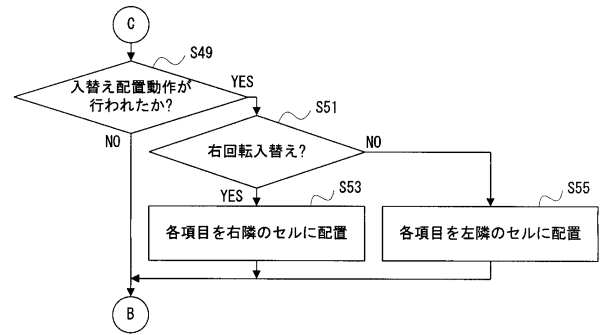 C
S49
入替え配置動作が
行われたか?
YES
S51
NO
右回転入替え?
NO
YES
S53
S55
各項目を右隣のセルに配置
各項目を左隣のセルに配置
B